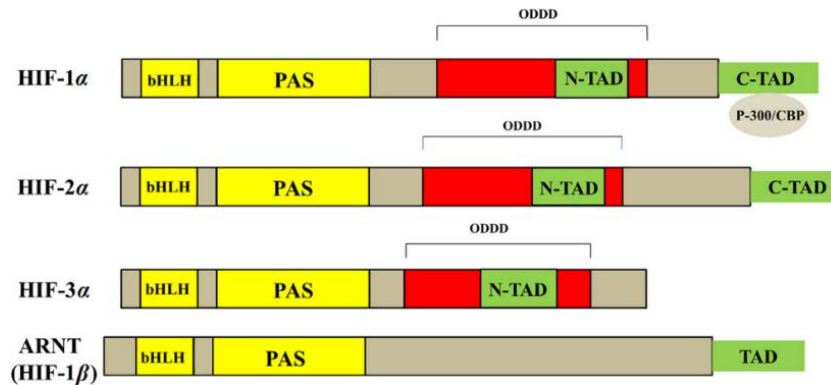 ODDD
HIF-1α bHLH PAS N-TAD C-TAD
P-300/CBP
ODDD
HIF-2α bHLH PAS N-TAD C-TAD
ODDD
HIF-3α bHLH PAS N-TAD
ARNT
(HIF-1β) bHLH PAS TAD